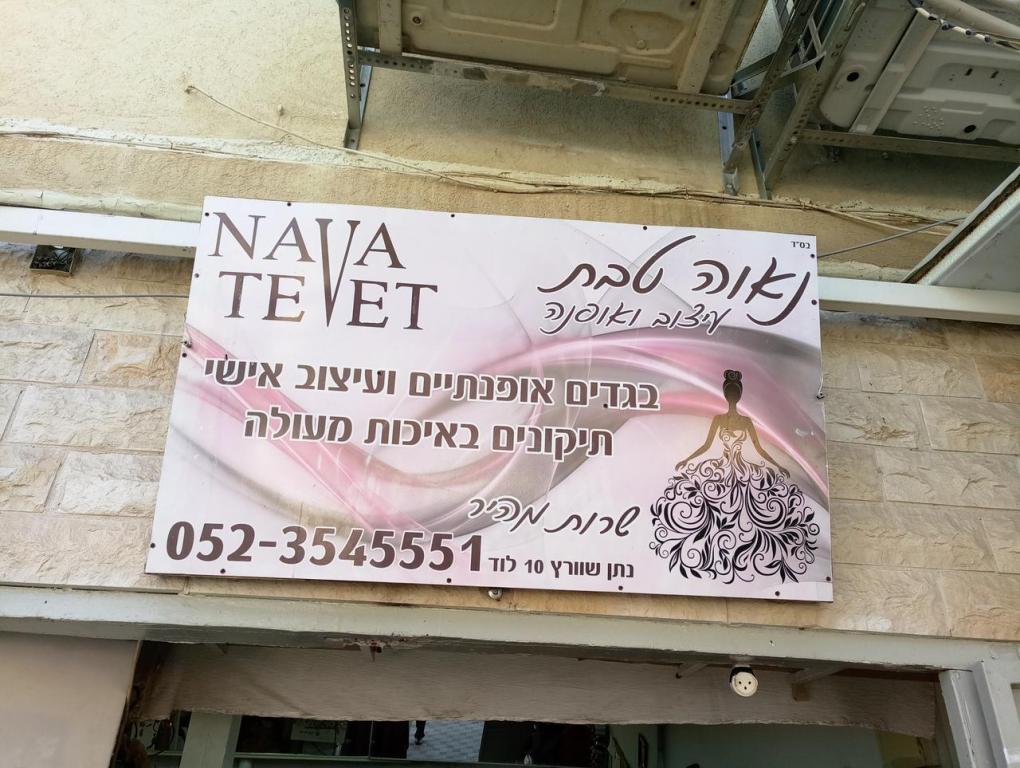 בס"ד
NAVA
TEVET
נאוה טבת
עיצוב ואופנה
בגדים אופנתיים ועיצוב אישי
תיקונים באיכות מעולה
שרות מהיר
052-3545551
נתן שוורץ 10 לוד